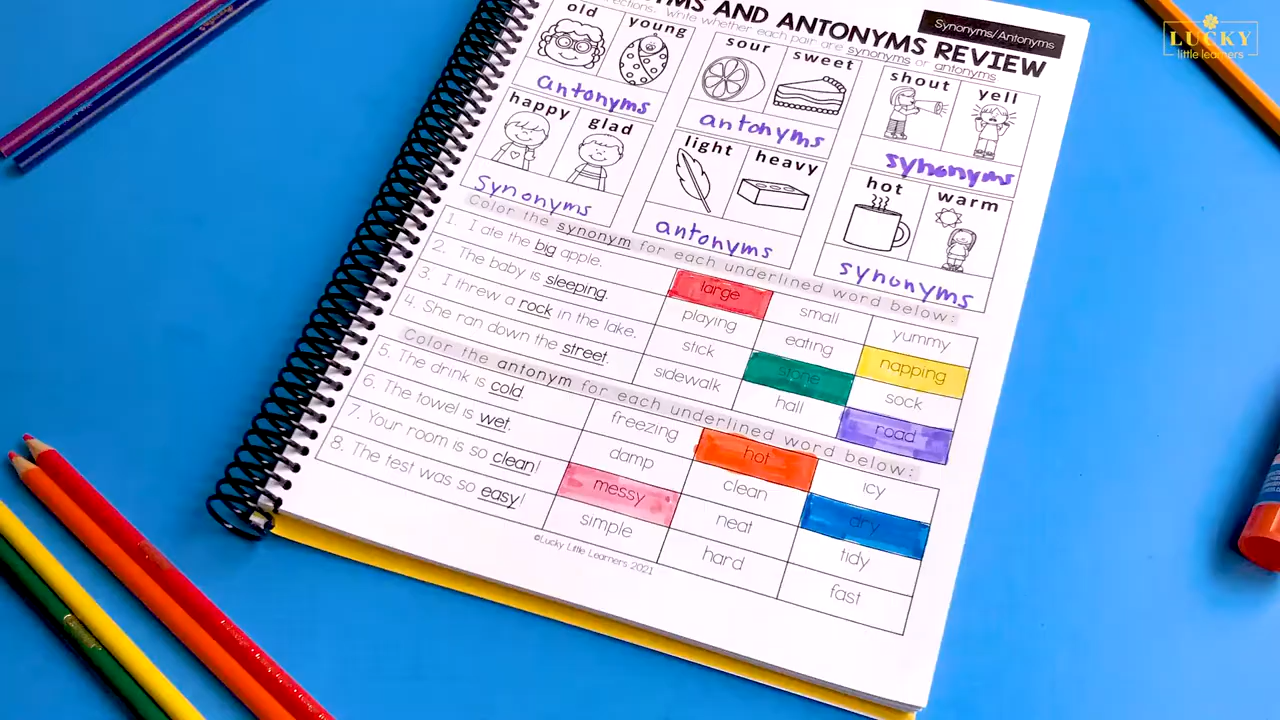 LUCKY
little learners
Synonyms/Antonyms
AND ANTONYMS REVIEW
Write whether each pair are synonyms or antonyms
old young
antonyms
sour sweet
antonyms
shout yell
synonyms
happy glad
synonyms
light heavy
antonyms
hot warm
synonyms
Color the synonym for each underlined word below:
1. I ate the big apple. large small yummy
2. The baby is sleeping. playing eating napping
3. I threw a rock in the lake. stick stone sock
4. She ran down the street. sidewalk hall road
Color the antonym for each underlined word below:
5. The drink is cold. freezing hot icy
6. The towel is wet. damp clean dry
7. Your room is so clean! messy neat tidy
8. The test was so easy! simple hard fast
©Lucky Little Learners 2021